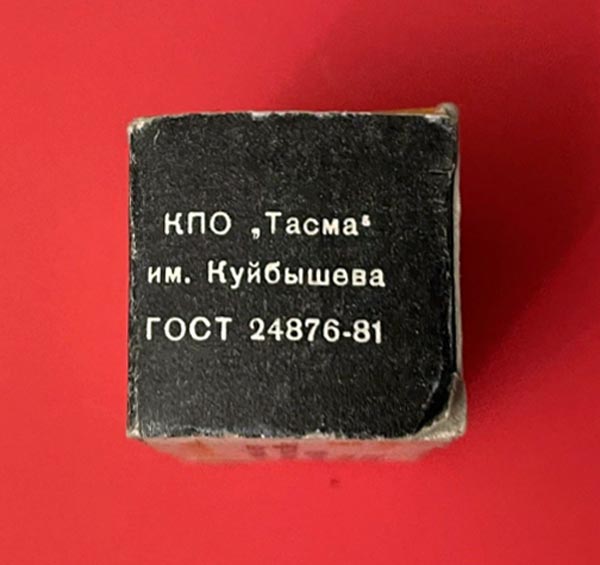 КПО „Тасма“
им. Куйбышева
ГОСТ 24876-81